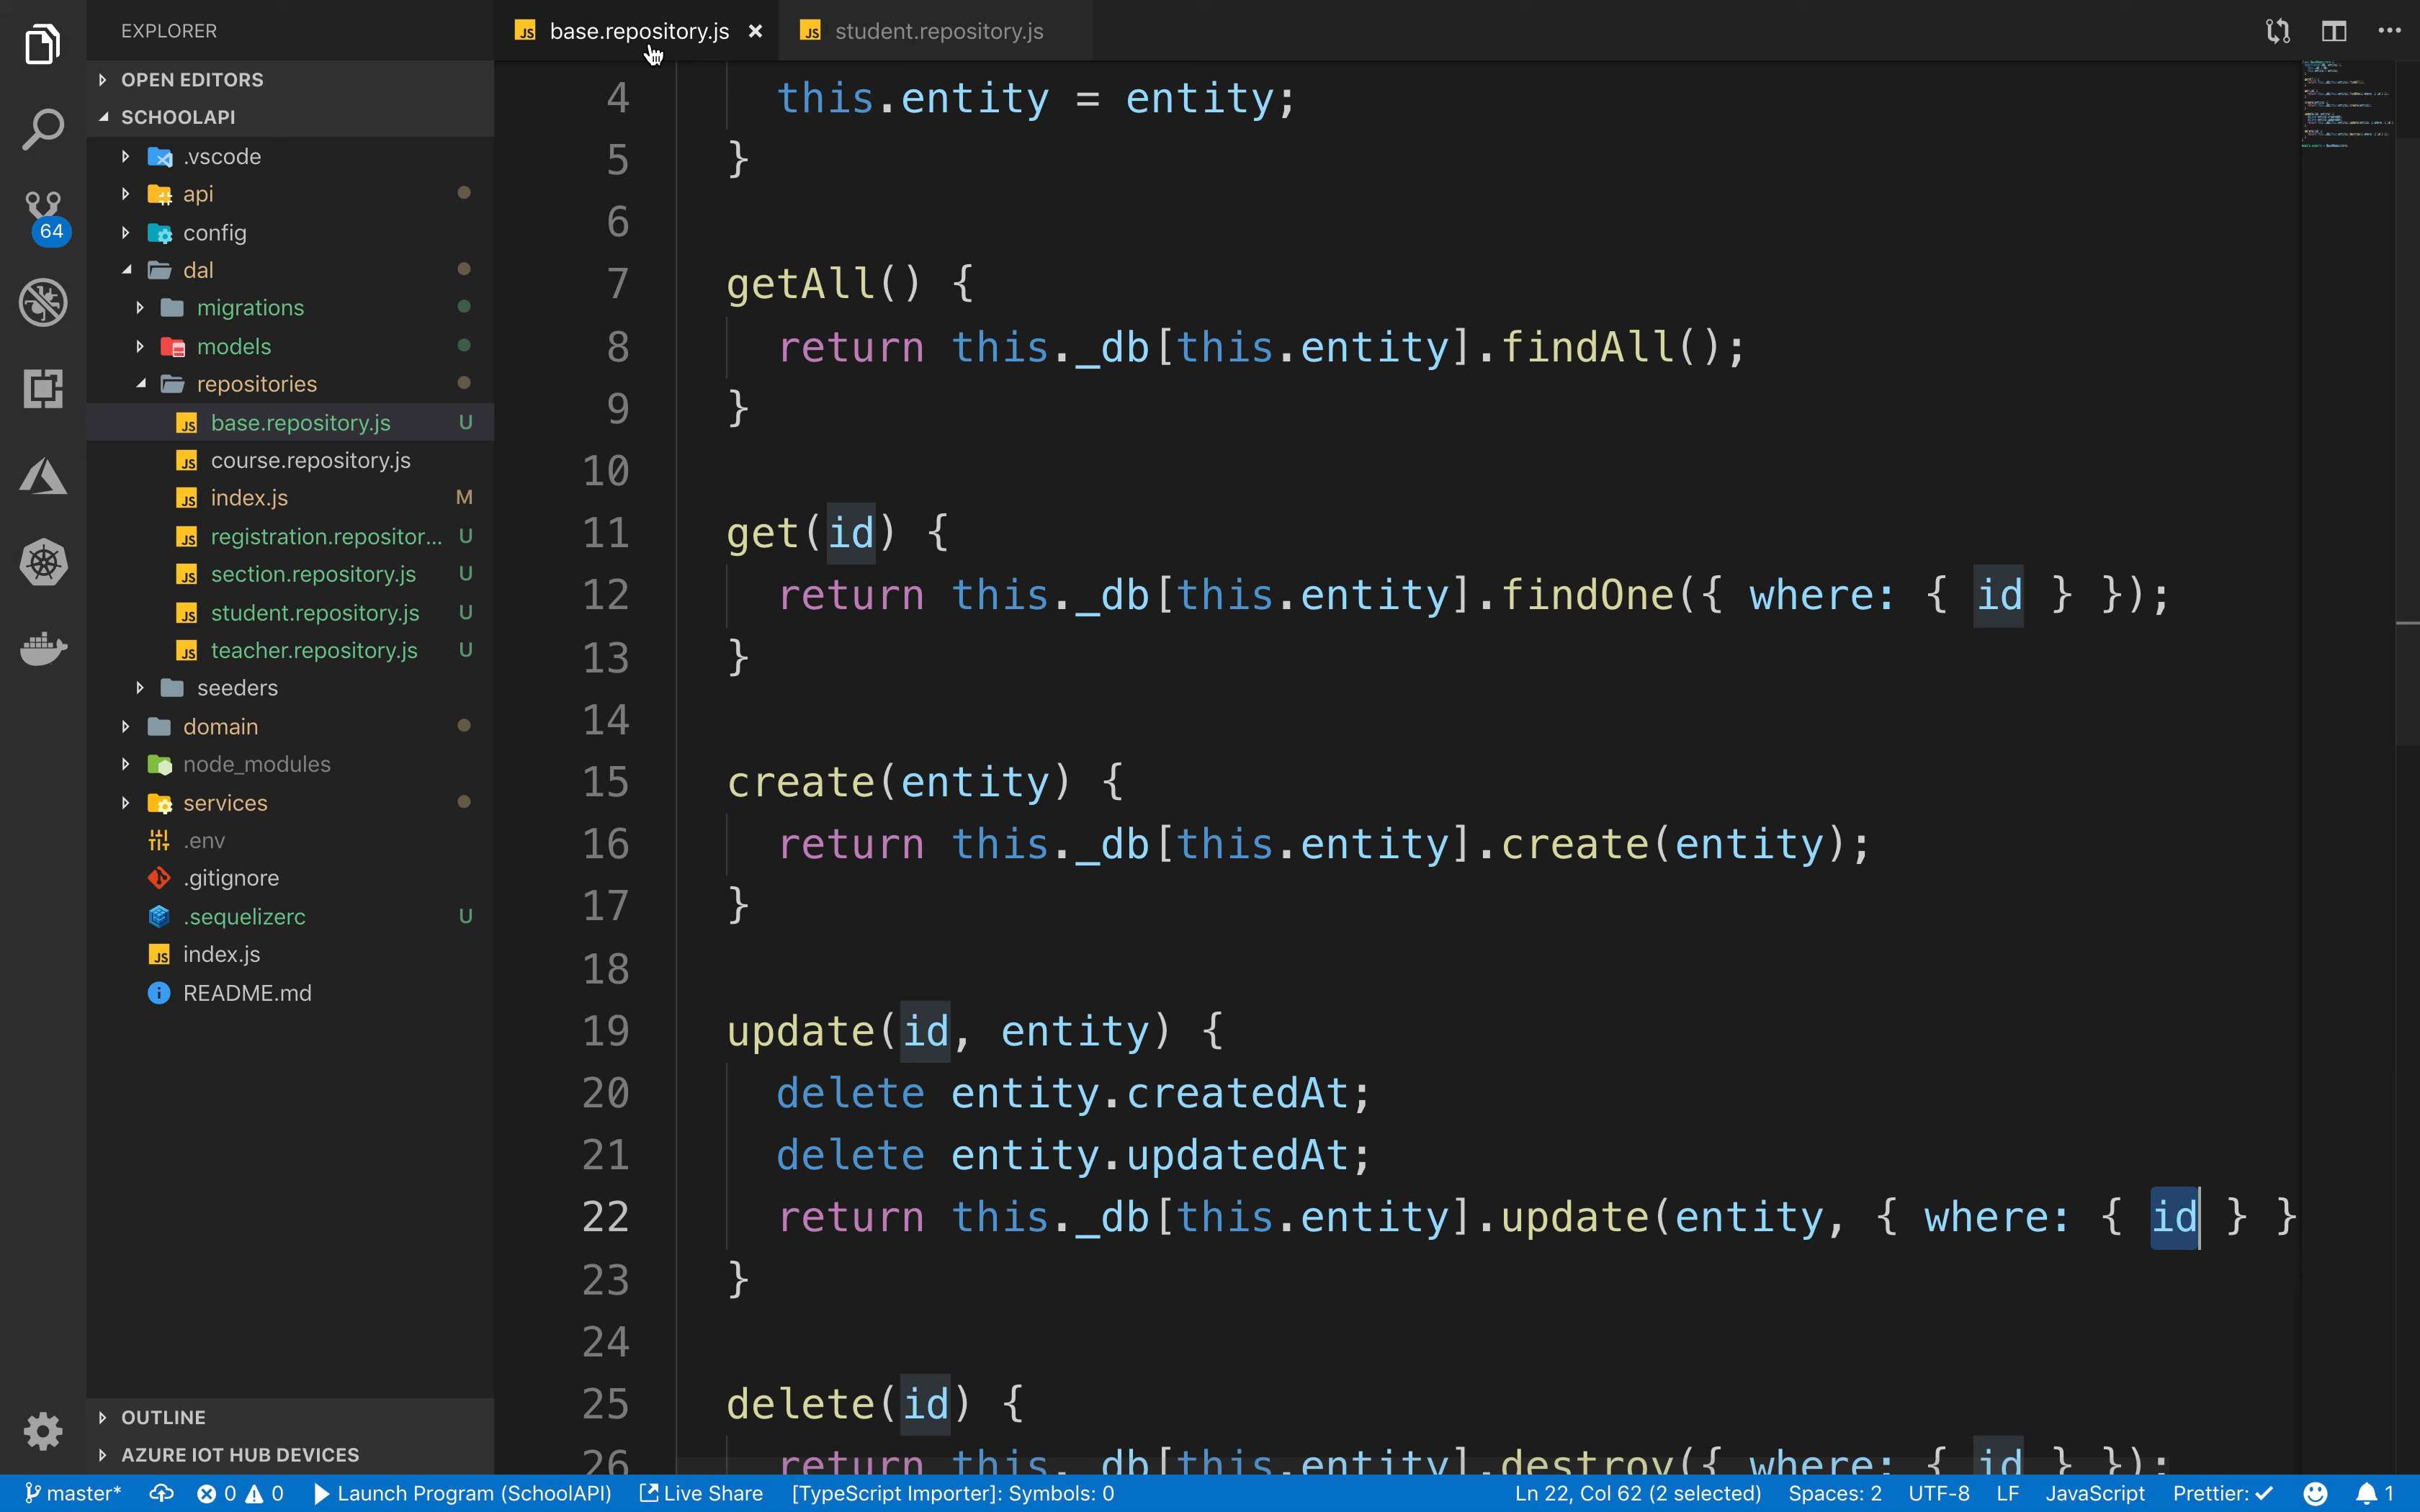 EXPLORER
OPEN EDITORS
SCHOOLAPI
.vscode
api
64
config
dal
migrations
models
repositories
base.repository.js U
course.repository.js
index.js M
registration.repositor... U
section.repository.js U
student.repository.js U
teacher.repository.js U
seeders
domain
node_modules
services
.env
.gitignore
.sequelizerc U
index.js
README.md
OUTLINE
AZURE IOT HUB DEVICES
base.repository.js ×
student.repository.js
4 this.entity = entity;
5 }
6
7 getAll() {
8 return this._db[this.entity].findAll();
9 }
10
11 get(id) {
12 return this._db[this.entity].findOne({ where: { id } });
13 }
14
15 create(entity) {
16 return this._db[this.entity].create(entity);
17 }
18
19 update(id, entity) {
20 delete entity.createdAt;
21 delete entity.updatedAt;
22 return this._db[this.entity].update(entity, { where: { id } }
23 }
24
25 delete(id) {
26 return this._db[this.entity].destroy({ where: { id } });
master* 0 0 Launch Program (SchoolAPI) Live Share [TypeScript Importer]: Symbols: 0 Ln 22, Col 62 (2 selected) Spaces: 2 UTF-8 LF JavaScript Prettier: ✓ 1